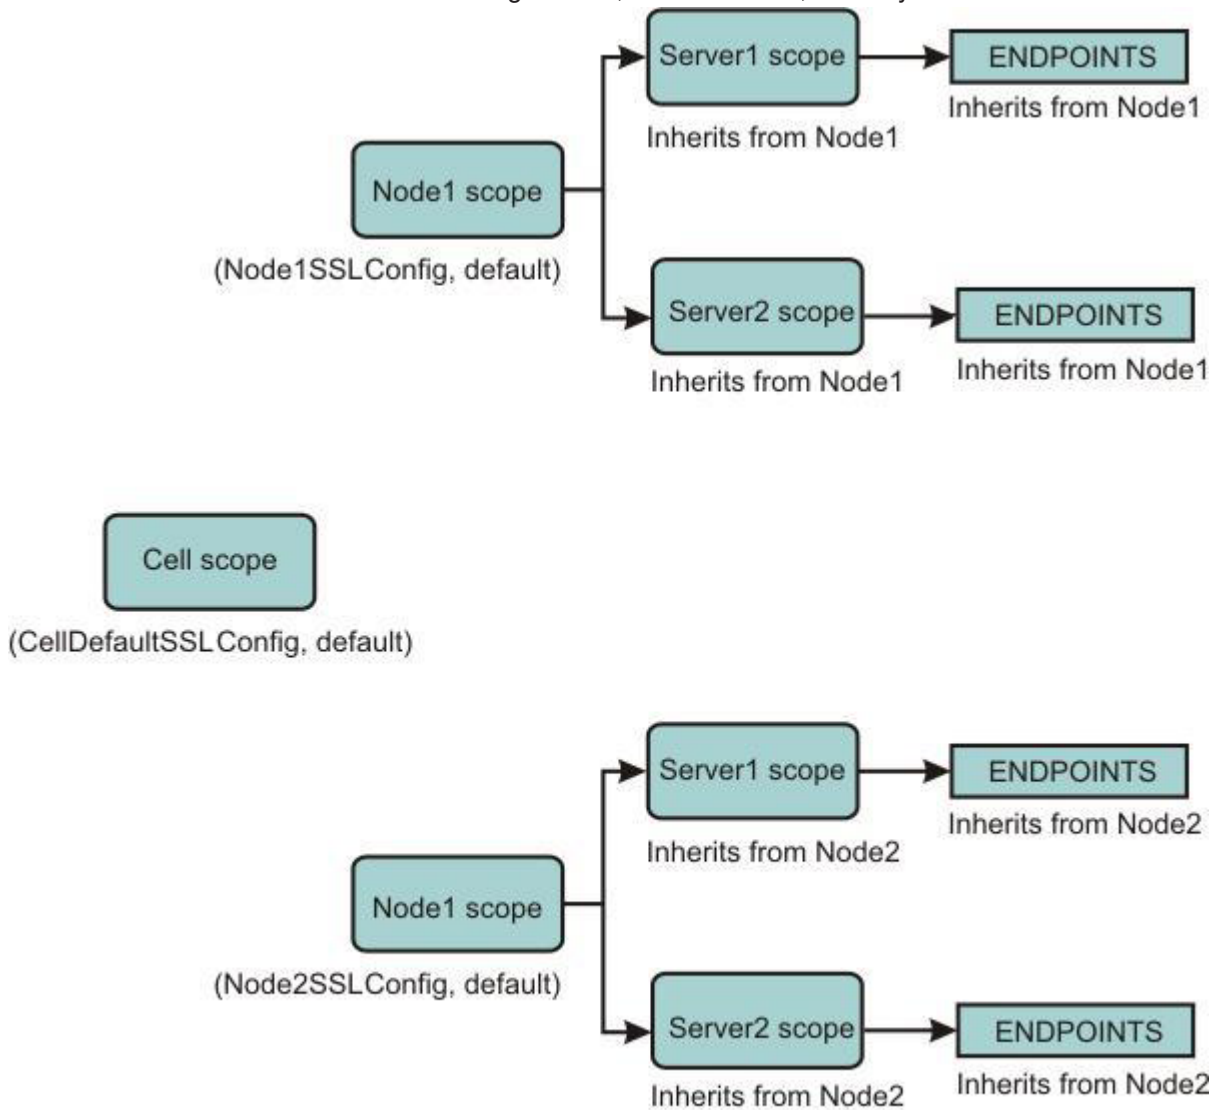 Server1 scope
ENDPOINTS
Inherits from Node1
Inherits from Node1
Node1 scope
(Node1SSLConfig, default)
Server2 scope
ENDPOINTS
Inherits from Node1
Inherits from Node1
Cell scope
(CellDefaultSSLConfig, default)
Server1 scope
ENDPOINTS
Inherits from Node2
Inherits from Node2
Node1 scope
(Node2SSLConfig, default)
Server2 scope
ENDPOINTS
Inherits from Node2
Inherits from Node2